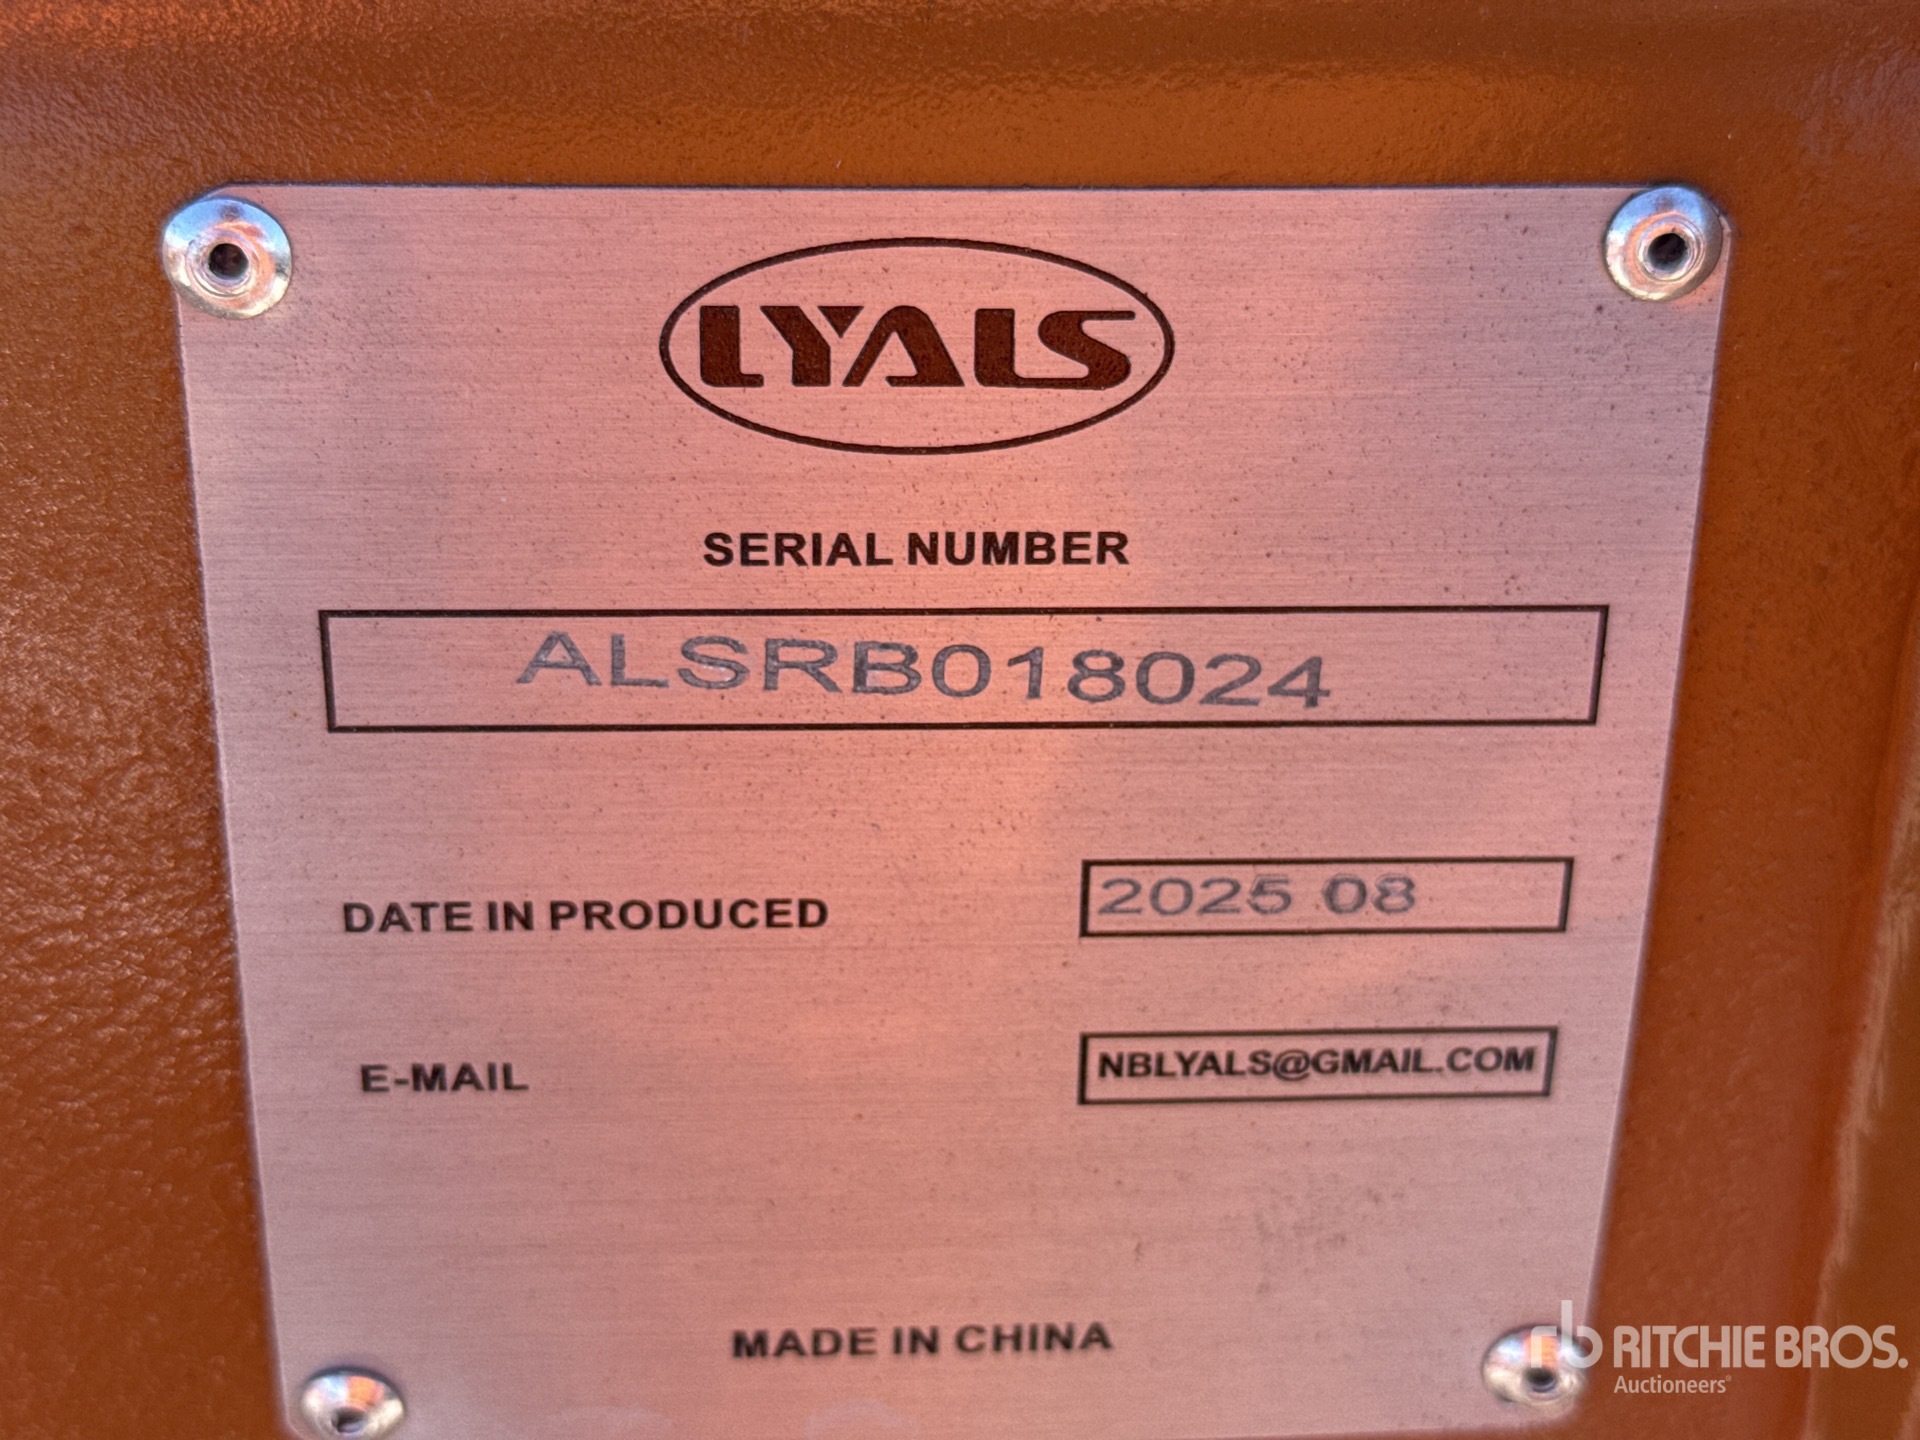 LYALS
SERIAL NUMBER
ALSRB018024
DATE IN PRODUCED
2025 08
E-MAIL
NBLYALS@GMAIL.COM
MADE IN CHINA
rb RITCHIE BROS.
Auctioneers®